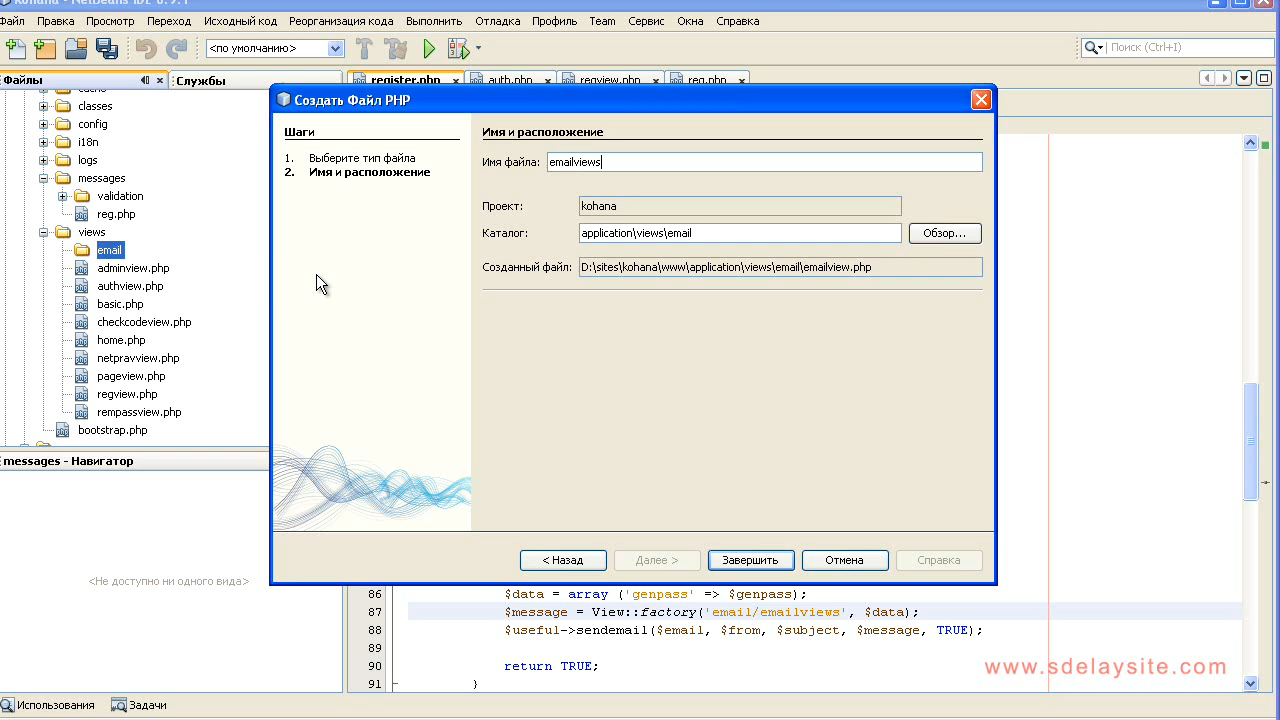 kohana - NetBeans IDE 6.9.1
Файл Правка Просмотр Переход Исходный код Реорганизация кода Выполнить Отладка Профиль Team Сервис Окна Справка
<по умолчанию>
Поиск (Ctrl+I)
Файлы
Службы
register.php
auth.php
regview.php
reg.php
cache
classes
config
i18n
logs
messages
validation
reg.php
views
email
adminview.php
authview.php
basic.php
checkcodeview.php
home.php
netpravview.php
pageview.php
regview.php
rempassview.php
bootstrap.php
messages - Навигатор
<Не доступно ни одного вида>
Создать Файл PHP
Шаги
1. Выберите тип файла
2. Имя и расположение
Имя и расположение
Имя файла: emailviews
Проект: kohana
Каталог: application\views\email
Обзор...
Созданный файл: D:\sites\kohana\www\application\views\email\emailview.php
< Назад
Далее >
Завершить
Отмена
Справка
86 $data = array ('genpass' => $genpass);
87 $message = View::factory('email/emailviews', $data);
88 $useful->sendemail($email, $from, $subject, $message, TRUE);
89
90 return TRUE;
91 }
www.sdelaysite.com
Использования
Задачи